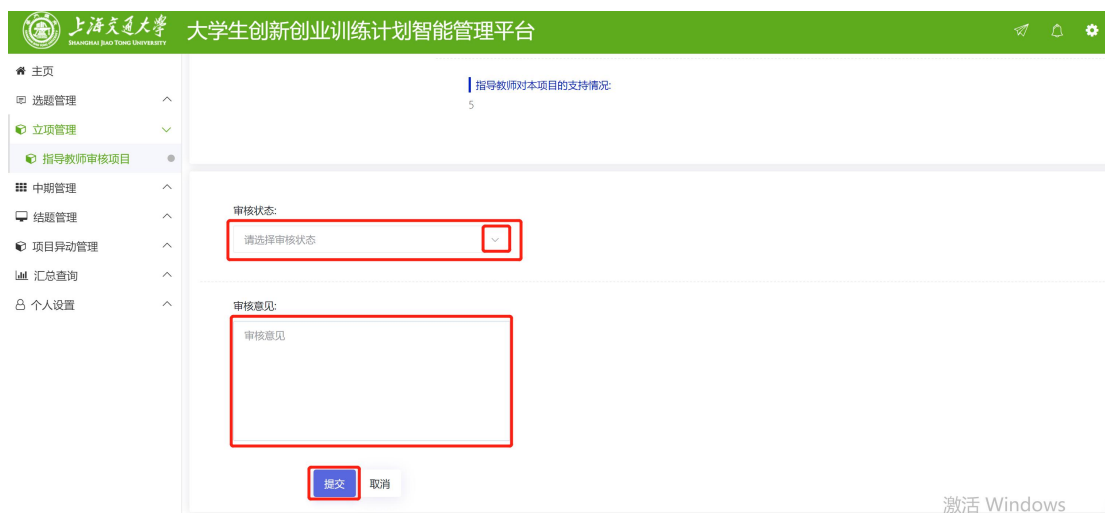 上海交通大学
SHANGHAI JIAO TONG UNIVERSITY
大学生创新创业训练计划智能管理平台
主页
选题管理
立项管理
指导教师审核项目
中期管理
结题管理
项目异动管理
汇总查询
个人设置
指导教师对本项目的支持情况:
5
审核状态:
请选择审核状态
审核意见:
审核意见
提交 取消
激活 Windows